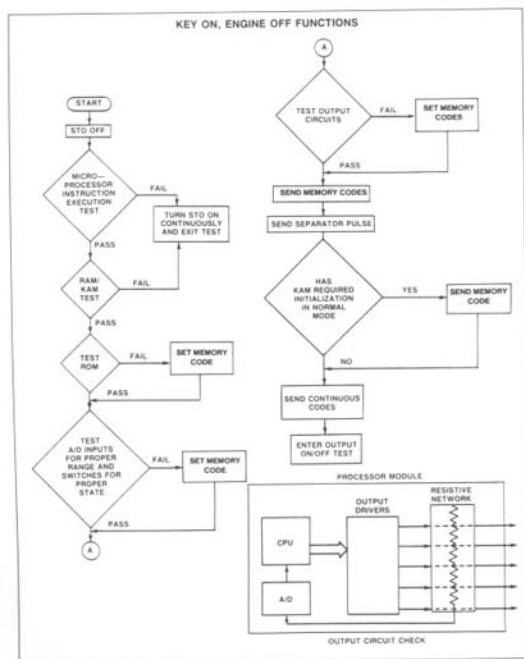 KEY ON, ENGINE OFF FUNCTIONS
START
STO OFF
MICRO—
PROCESSOR
INSTRUCTION
EXECUTION
TEST
FAIL
TURN STO ON
CONTINUOUSLY
AND EXIT TEST
PASS
RAM/
KAM
TEST
FAIL
PASS
TEST
ROM
FAIL
SET MEMORY
CODE
PASS
TEST
A/D INPUTS
FOR PROPER
RANGE AND
SWITCHES FOR
PROPER
STATE
FAIL
SET MEMORY
CODE
PASS
A
A
TEST OUTPUT
CIRCUITS
FAIL
SET MEMORY
CODES
PASS
SEND MEMORY CODES
SEND SEPARATOR PULSE
HAS
KAM REQUIRED
INITIALIZATION
IN NORMAL
MODE
YES
SEND MEMORY
CODE
NO
SEND CONTINUOUS
CODES
ENTER OUTPUT
ON/OFF TEST
PROCESSOR MODULE
OUTPUT
DRIVERS
RESISTIVE
NETWORK
CPU
A/D
OUTPUT CIRCUIT CHECK